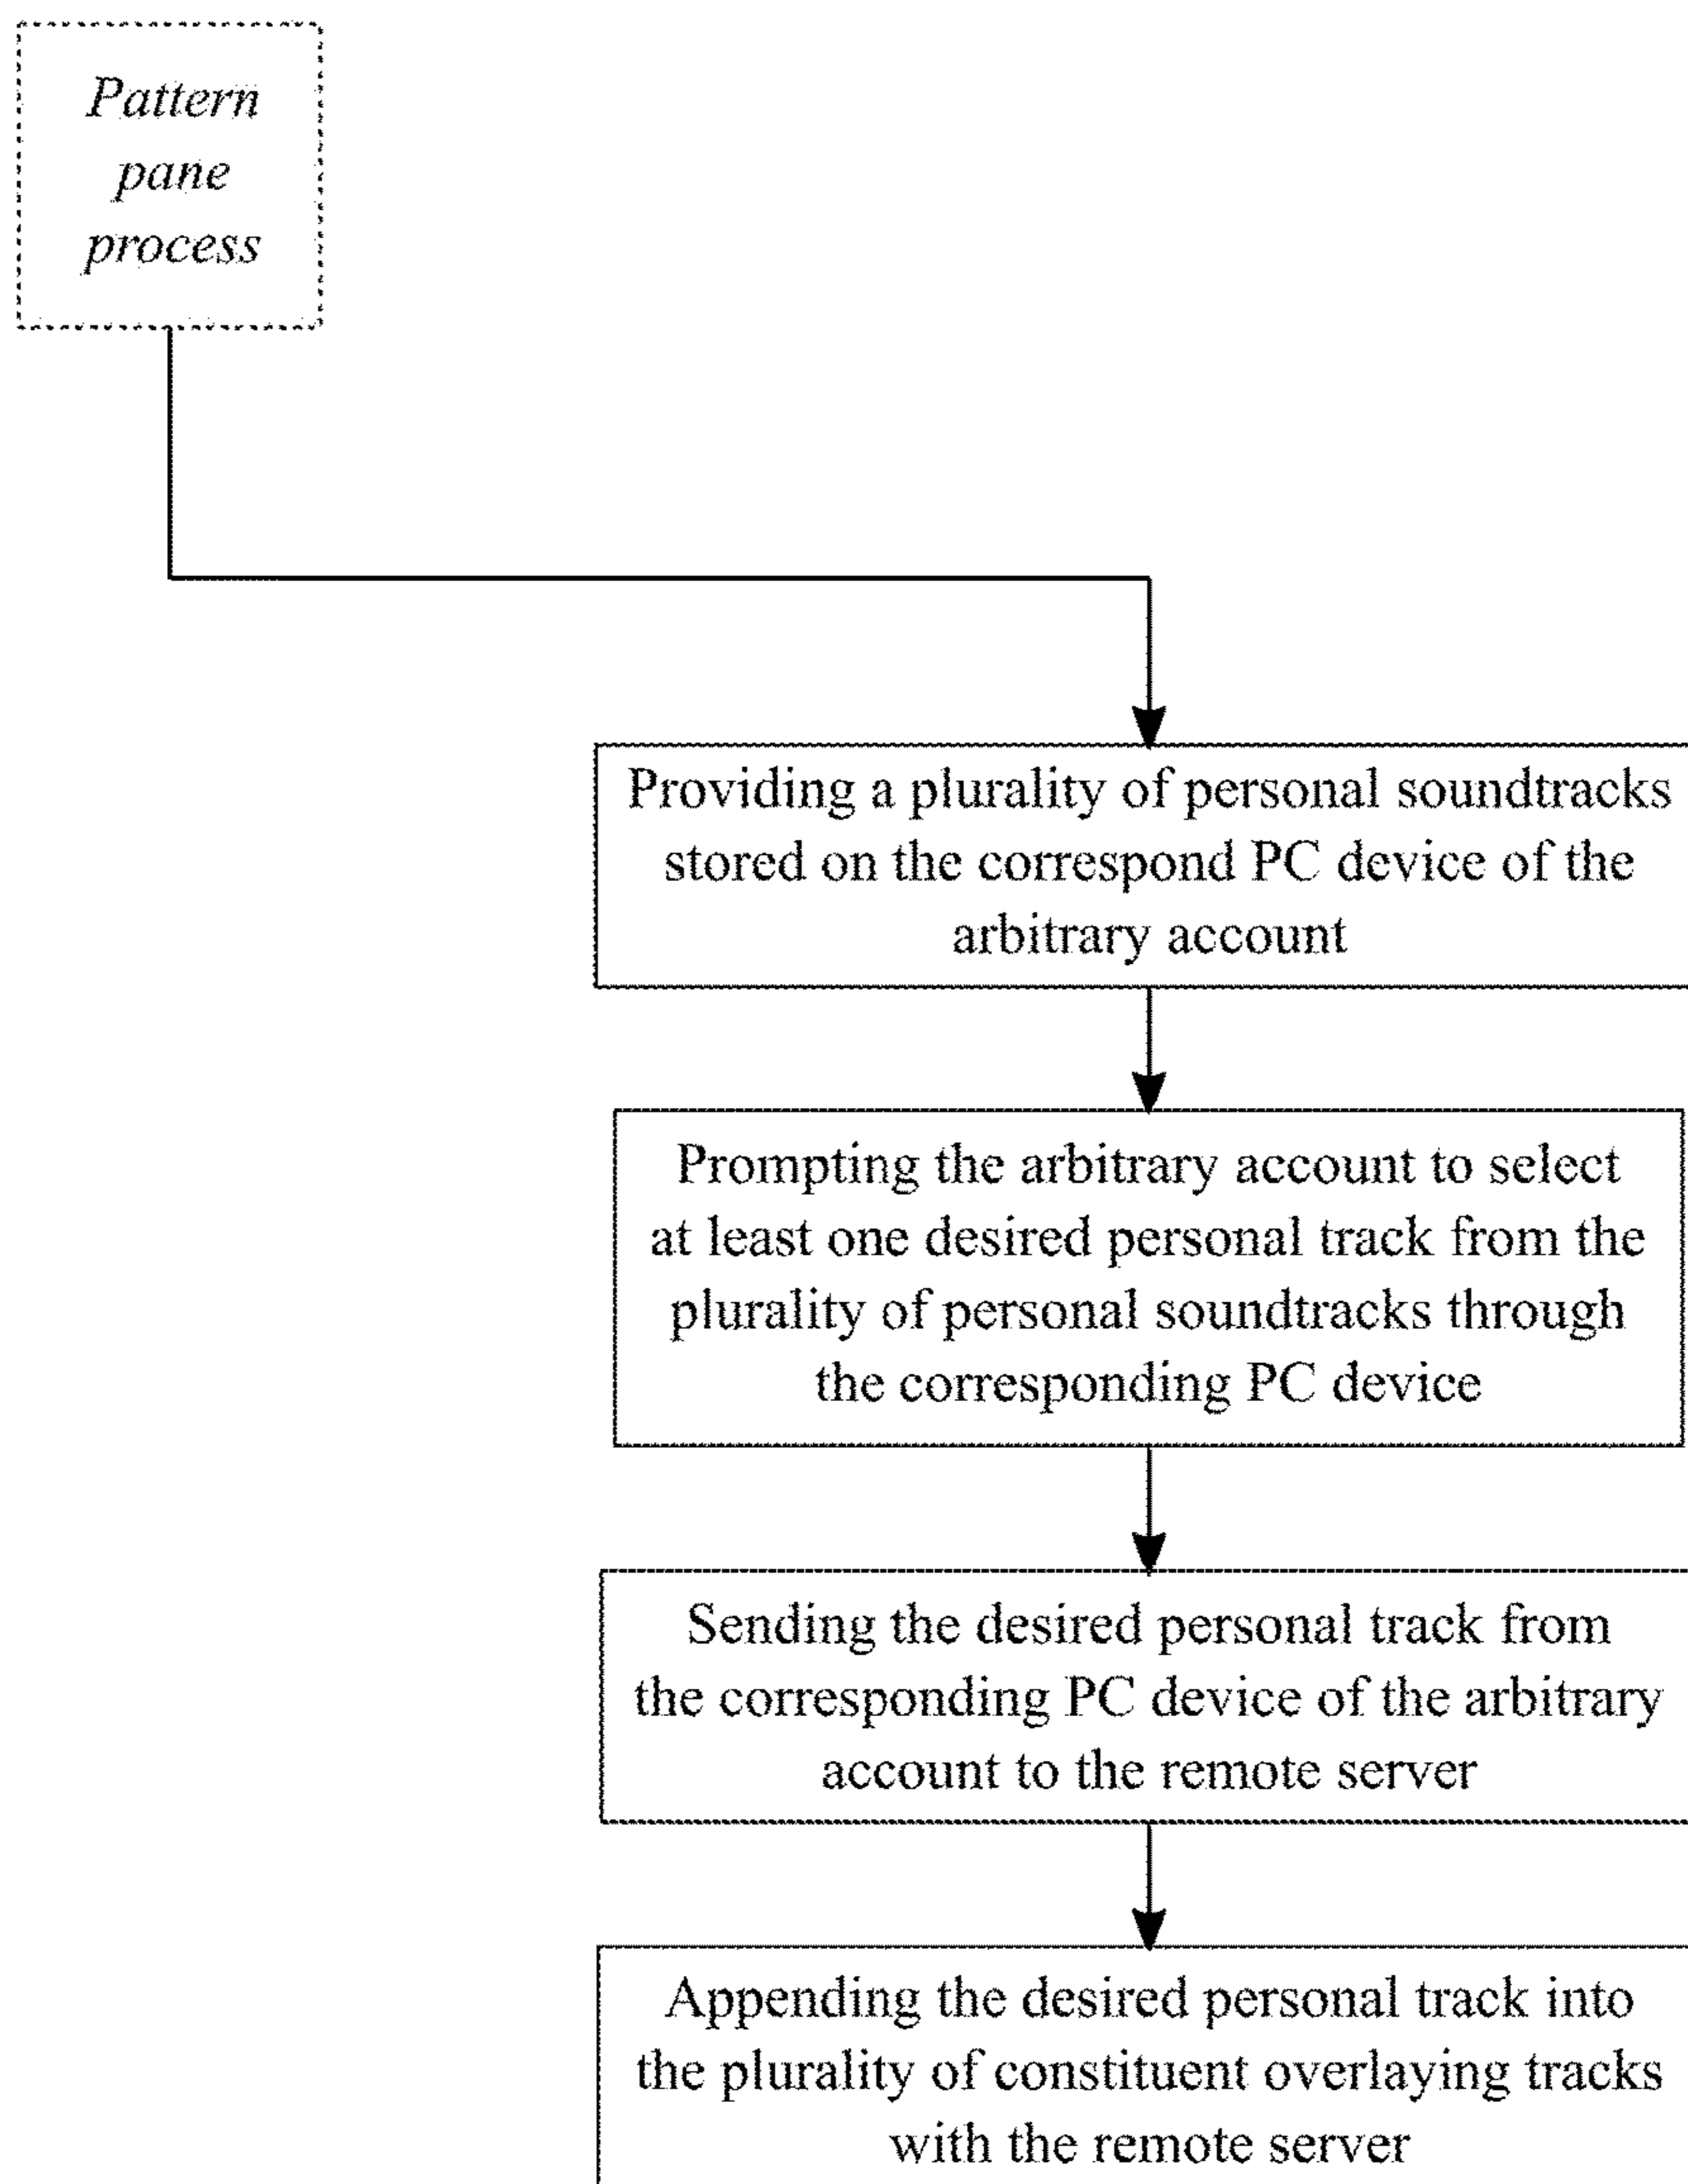 Pattern
pane
process
Providing a plurality of personal soundtracks
stored on the correspond PC device of the
arbitrary account
Prompting the arbitrary account to select
at least one desired personal track from the
plurality of personal soundtracks through
the corresponding PC device
Sending the desired personal track from
the corresponding PC device of the arbitrary
account to the remote server
Appending the desired personal track into
the plurality of constituent overlaying tracks
with the remote server